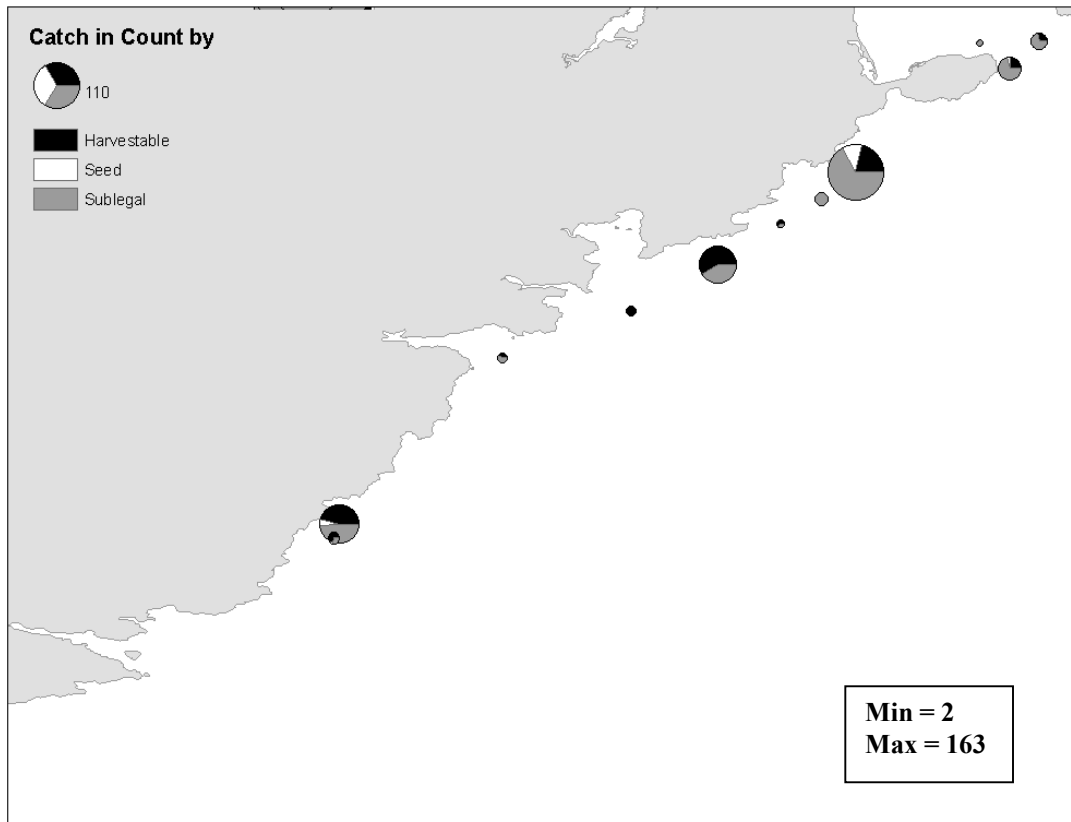 Catch in Count by
110
Harvestable
Seed
Sublegal
Min = 2
Max = 163